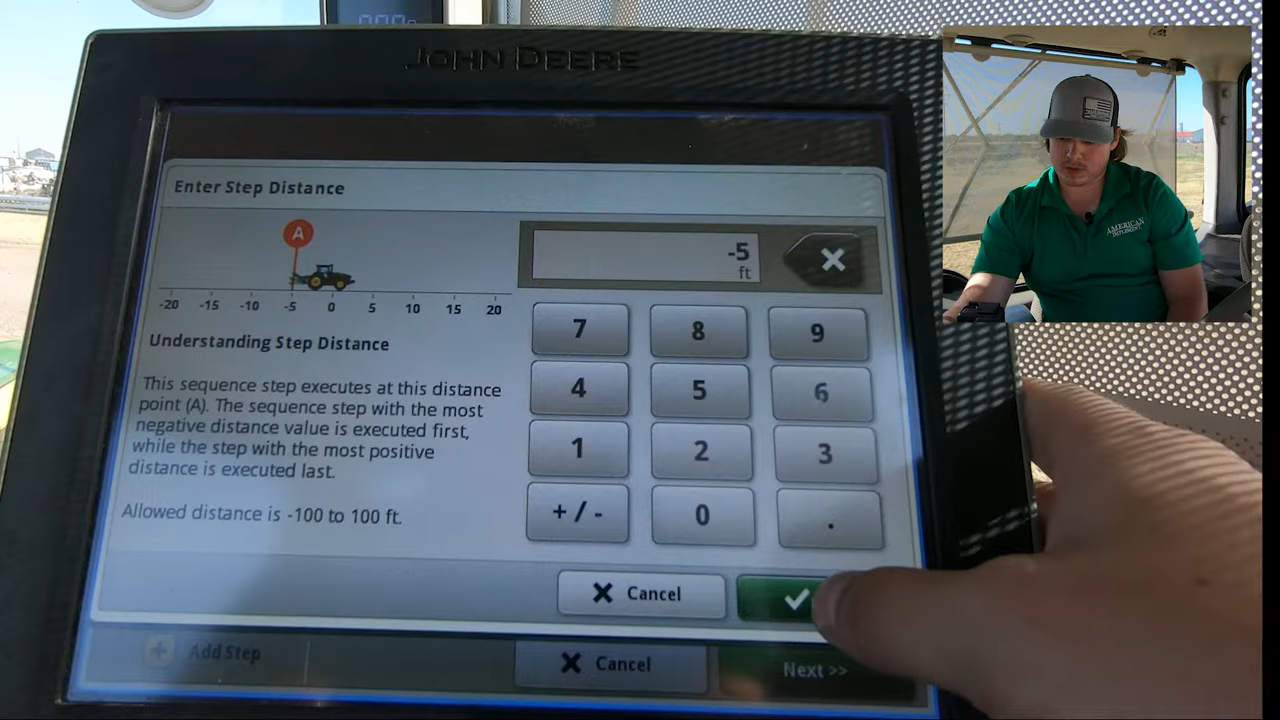 JOHN DEERE
Enter Step Distance
A
-5
ft
-20 -15 -10 -5 0 5 10 15 20
Understanding Step Distance
This sequence step executes at this distance
point (A). The sequence step with the most
negative distance value is executed first,
while the step with the most positive
distance is executed last.
Allowed distance is -100 to 100 ft.
7 8 9
4 5 6
1 2 3
+ / - 0 .
Cancel
Add Step
Cancel
Next >>
AMERICAN
IMPLEMENT